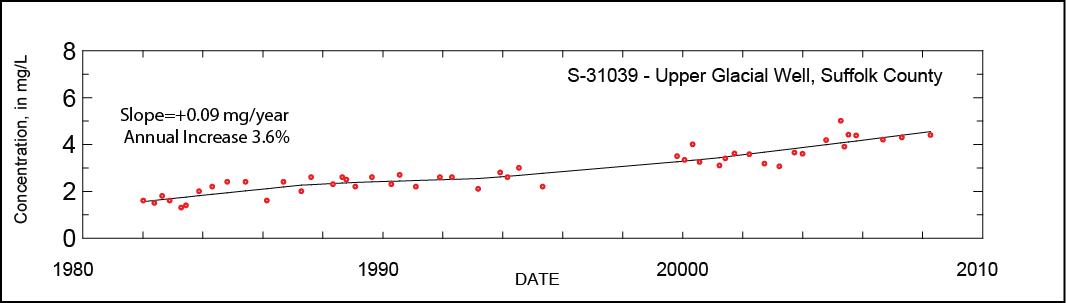 8
S-31039 - Upper Glacial Well, Suffolk County
6
Slope=+0.09 mg/year
Annual Increase 3.6%
4
2
0
Concentration, in mg/L
1980
1990
20000
2010
DATE